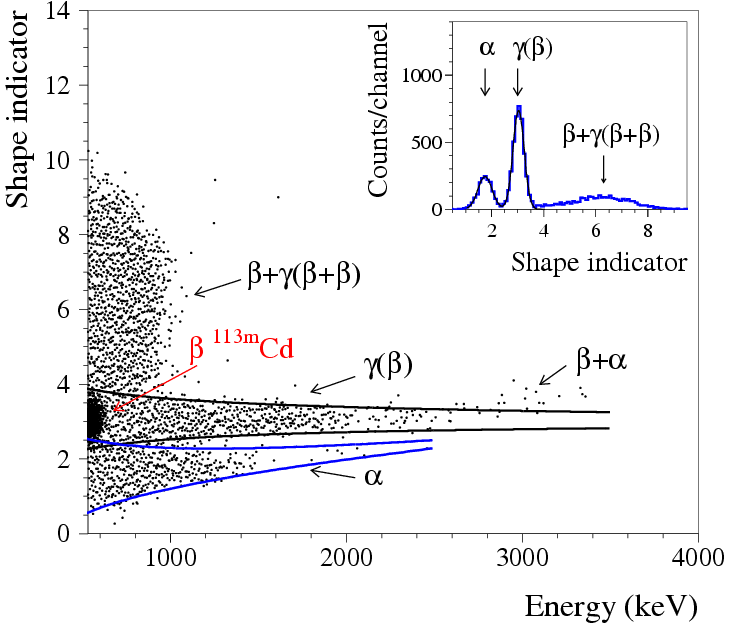 Shape indicator
14
12
10
8
6
4
2
0
1000
2000
3000
4000
Energy (keV)
β+γ(β+β)
β ¹¹³ᵐCd
γ(β)
β+α
α
Counts/channel
1000
500
0
2
4
6
8
Shape indicator
α
γ(β)
β+γ(β+β)